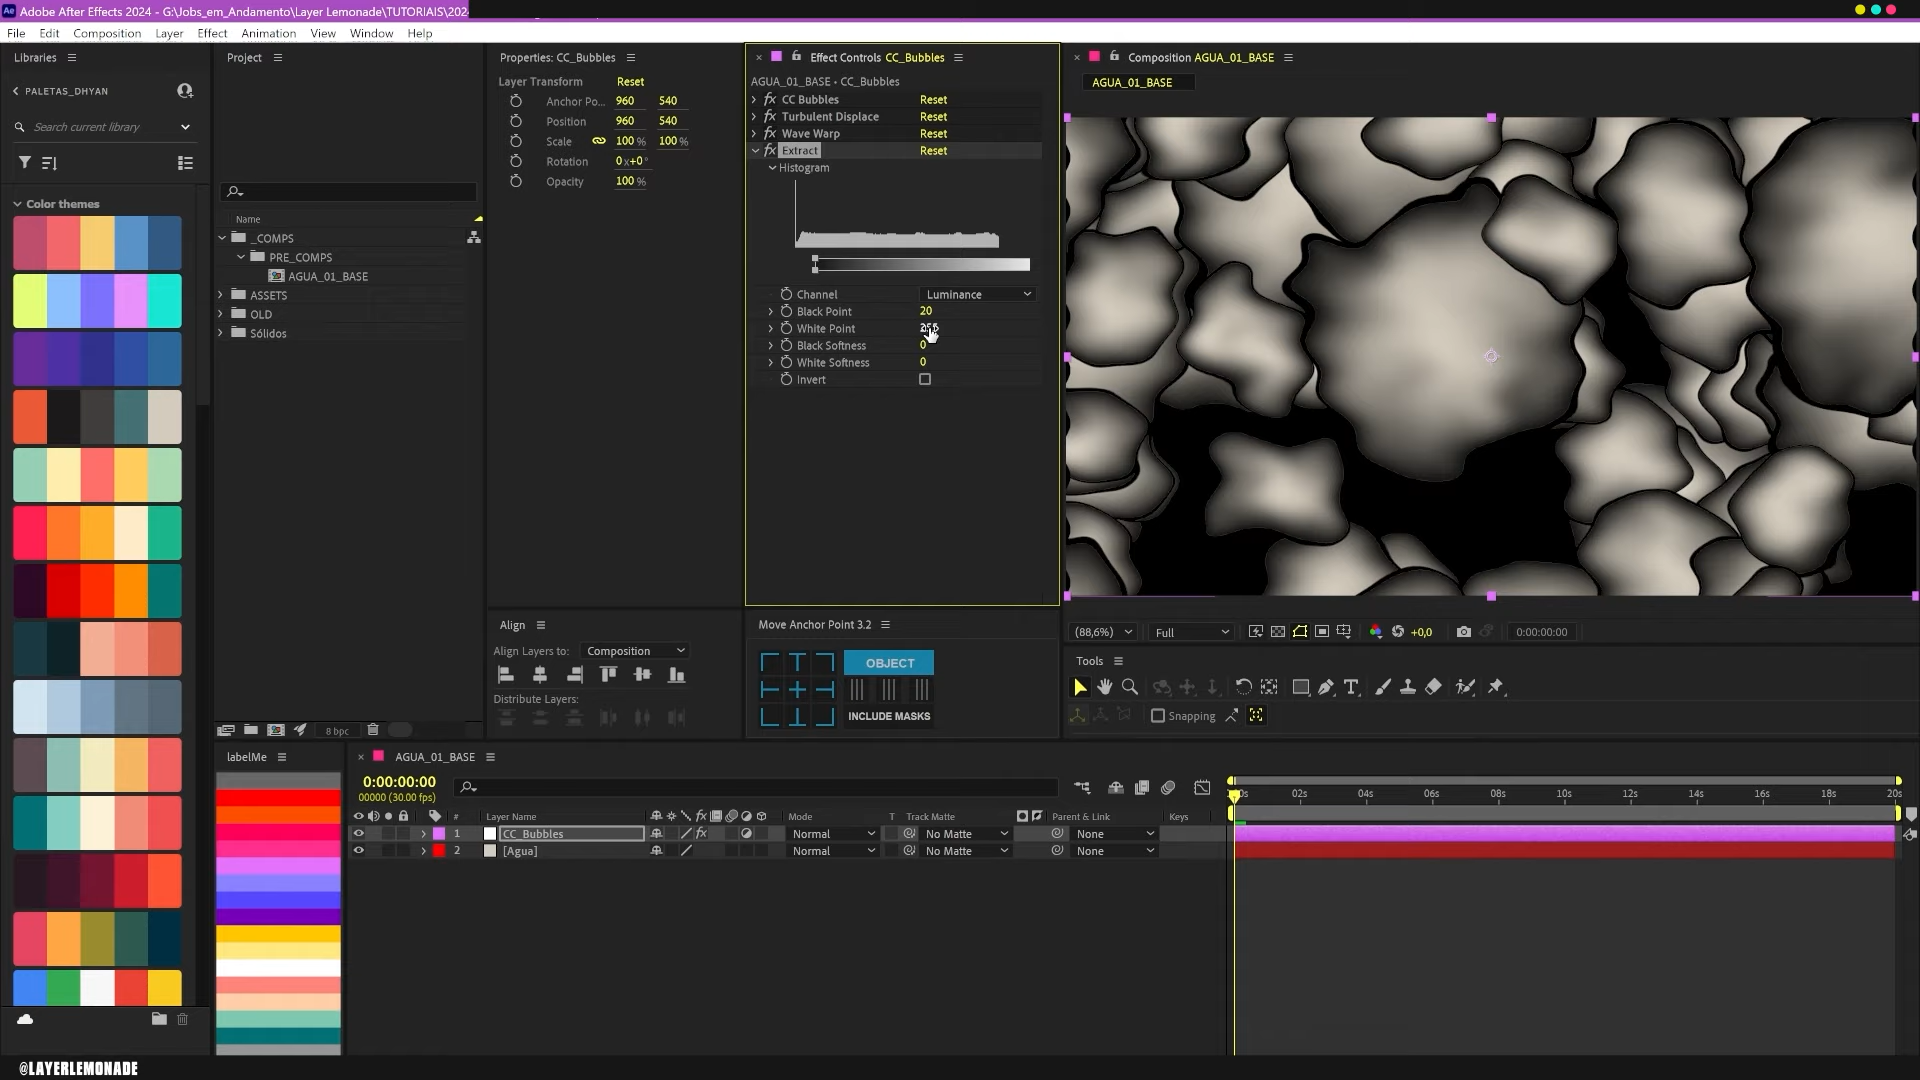 Ae Adobe After Effects 2024 - G:\Jobs_em_Andamento\Layer Lemonade\TUTORIAIS\202
File Edit Composition Layer Effect Animation View Window Help
Libraries
PALETAS_DHYAN
Search current library
Color themes
Project
Name
_COMPS
PRE_COMPS
AGUA_01_BASE
ASSETS
OLD
Sólidos
8 bpc
Properties: CC_Bubbles
Layer Transform Reset
Anchor Po... 960 540
Position 960 540
Scale 100 % 100 %
Rotation 0x+0°
Opacity 100 %
Align
Align Layers to: Composition
Distribute Layers:
Effect Controls CC_Bubbles
AGUA_01_BASE • CC_Bubbles
fx CC Bubbles Reset
fx Turbulent Displace Reset
fx Wave Warp Reset
fx Extract Reset
Histogram
Channel Luminance
Black Point 20
White Point
Black Softness 0
White Softness 0
Invert
Move Anchor Point 3.2
OBJECT
INCLUDE MASKS
Composition AGUA_01_BASE
AGUA_01_BASE
(88,6%) Full +0,0 0:00:00:00
Tools
Snapping
labelMe
AGUA_01_BASE
0:00:00:00
00000 (30.00 fps)
# Layer Name fx Mode T Track Matte Parent & Link Keys
1 CC_Bubbles fx Normal No Matte None
2 [Agua] Normal No Matte None
02s 04s 06s 08s 10s 12s 14s 16s 18s 20s
@LAYERLEMONADE